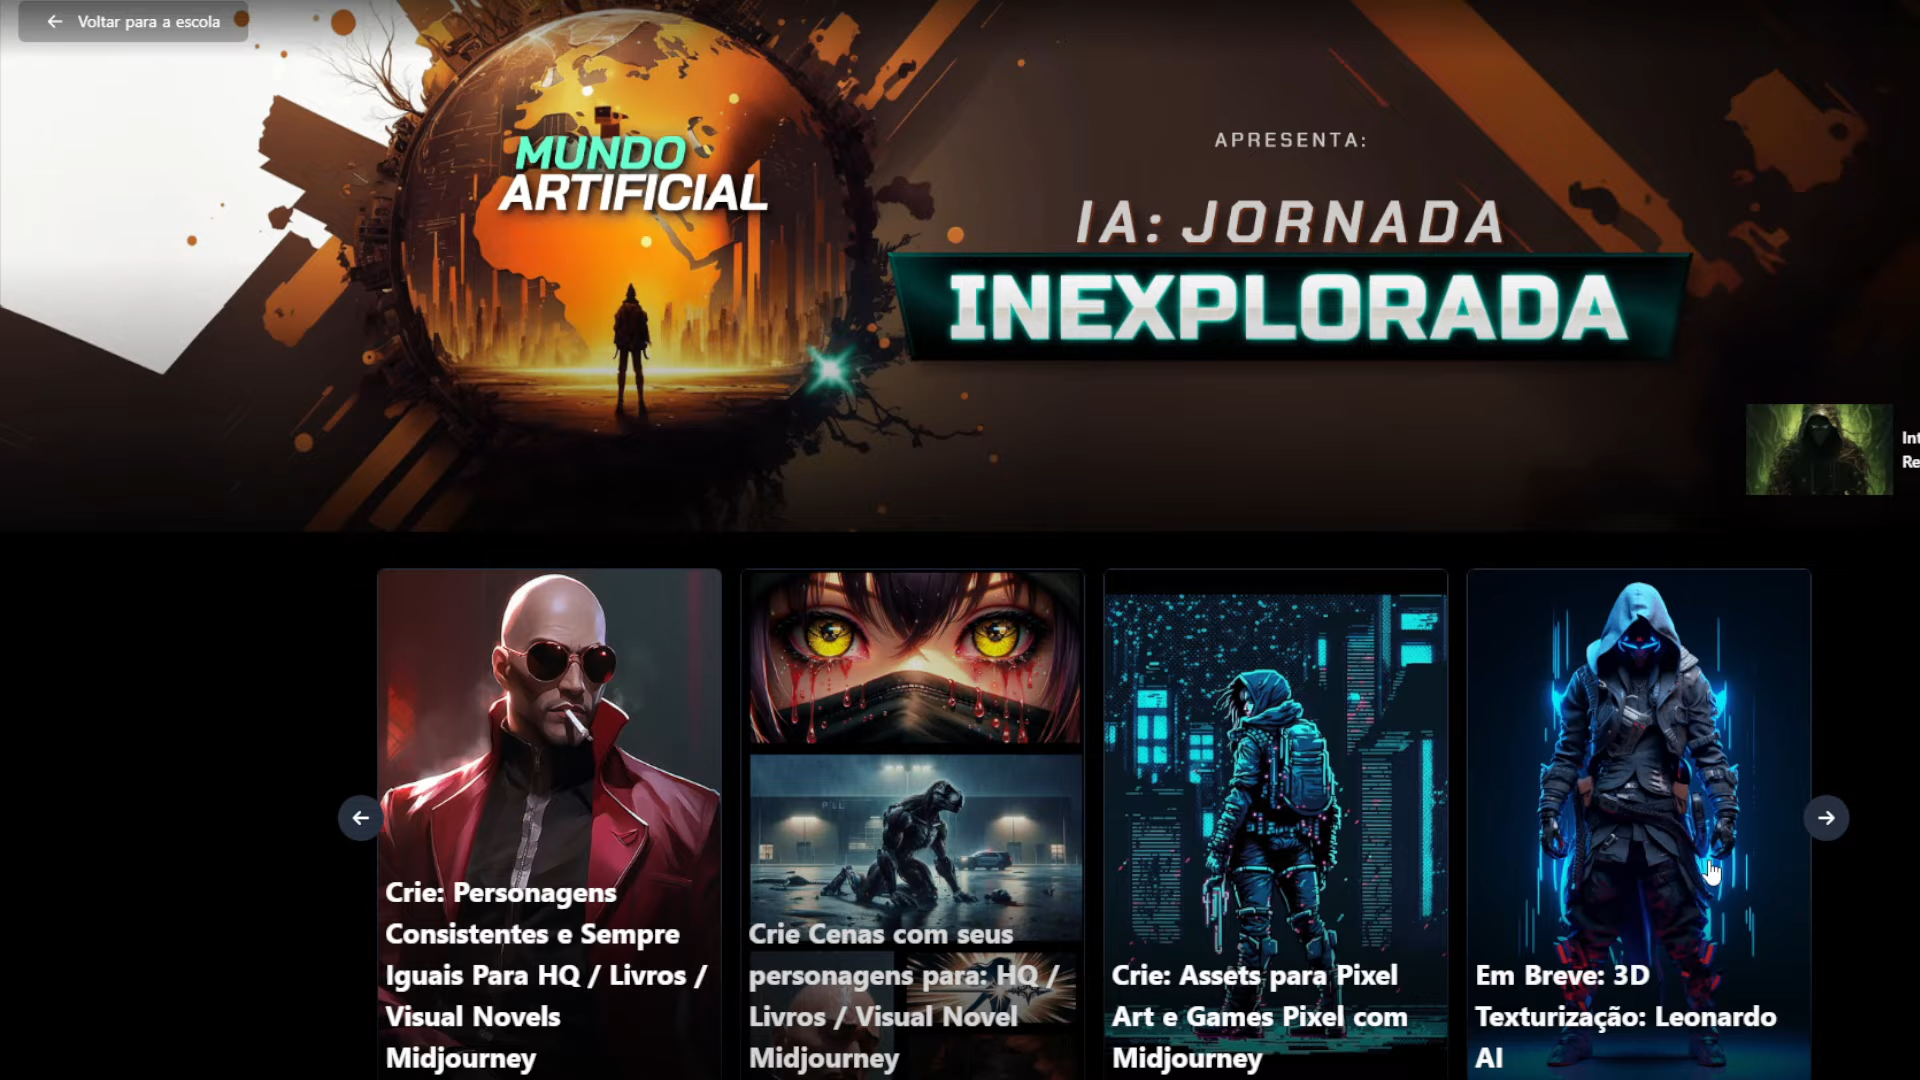 Voltar para a escola
MUNDO
ARTIFICIAL
APRESENTA:
IA: JORNADA
INEXPLORADA
Crie: Personagens
Consistentes e Sempre
Iguais Para HQ / Livros /
Visual Novels
Midjourney
Crie Cenas com seus
personagens para: HQ /
Livros / Visual Novel
Midjourney
Crie: Assets para Pixel
Art e Games Pixel com
Midjourney
Em Breve: 3D
Texturização: Leonardo
AI